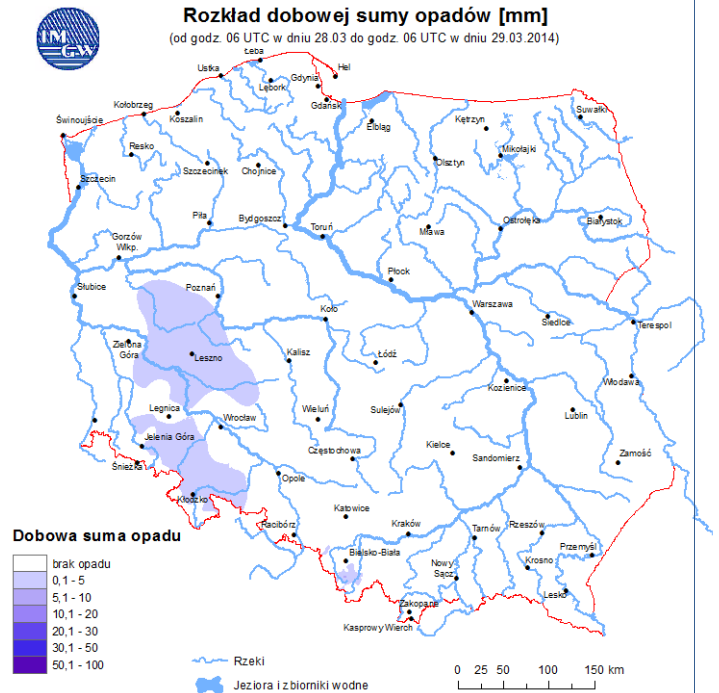 Rozkład dobowej sumy opadów [mm]
(od godz. 06 UTC w dniu 28.03 do godz. 06 UTC w dniu 29.03.2014)
IM
GW
Łeba
Hel
Ustka
Gdynia
Lębork
Gdańsk
Kołobrzeg
Koszalin
Suwałki
Świnoujście
Elbląg
Kętrzyn
Resko
Mikołajki
Szczecinek
Chojnice
Olsztyn
Szczecin
Piła
Bydgoszcz
Toruń
Mława
Ostrołęka
Białystok
Gorzów
Wlkp.
Płock
Słubice
Poznań
Koło
Warszawa
Siedlce
Terespol
Zielona
Góra
Leszno
Kalisz
Łódź
Włodawa
Kozienice
Legnica
Wrocław
Wieluń
Sulejów
Lublin
Jelenia Góra
Kielce
Śnieżka
Częstochowa
Sandomierz
Zamość
Opole
Kłodzko
Katowice
Racibórz
Kraków
Tarnów
Rzeszów
Przemyśl
Bielsko-Biała
Nowy
Sącz
Krosno
Lesko
Zakopane
Kasprowy Wierch
Dobowa suma opadu
brak opadu
0,1 - 5
5,1 - 10
10,1 - 20
20,1 - 30
30,1 - 50
50,1 - 100
Rzeki
Jeziora i zbiorniki wodne
0 25 50 100 150 km